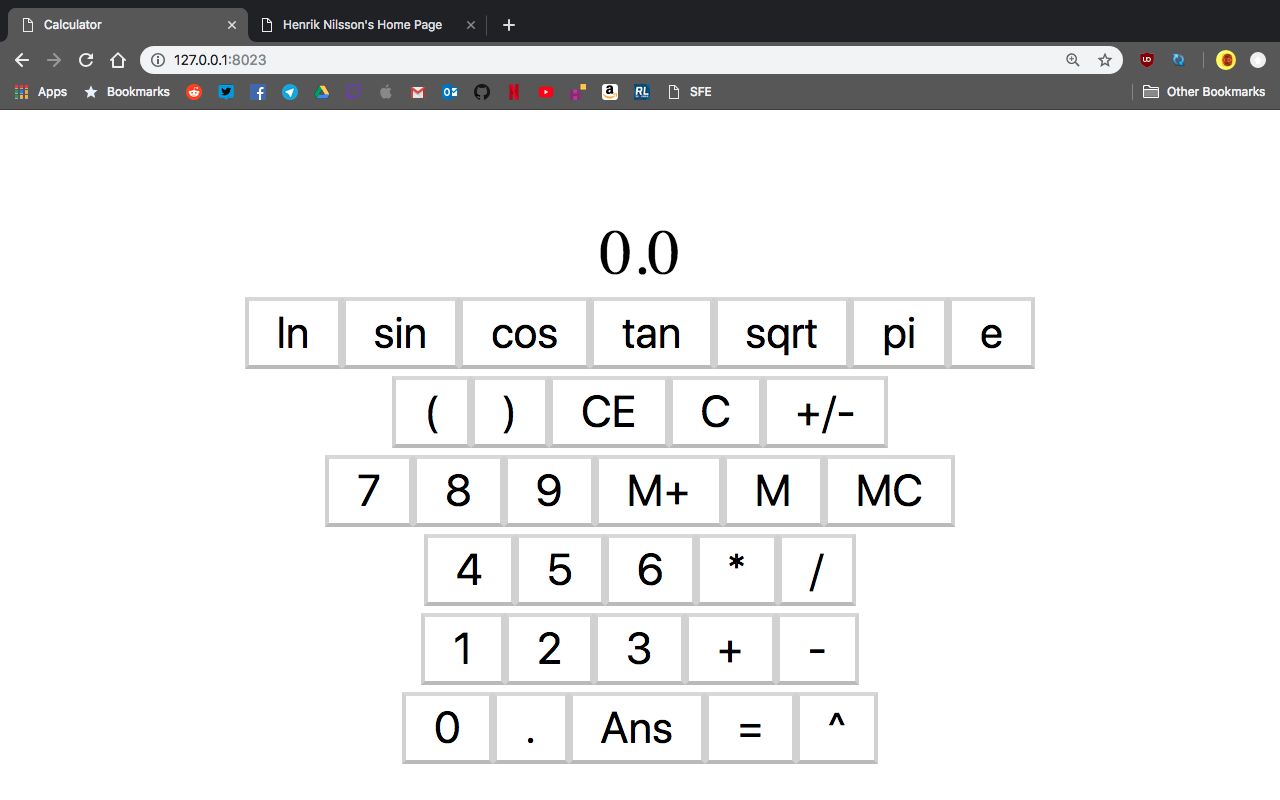 Calculator Henrik Nilsson's Home Page
127.0.0.1:8023
Apps Bookmarks SFE Other Bookmarks
0.0
ln sin cos tan sqrt pi e
( ) CE C +/-
7 8 9 M+ M MC
4 5 6 * /
1 2 3 + -
0 . Ans = ^